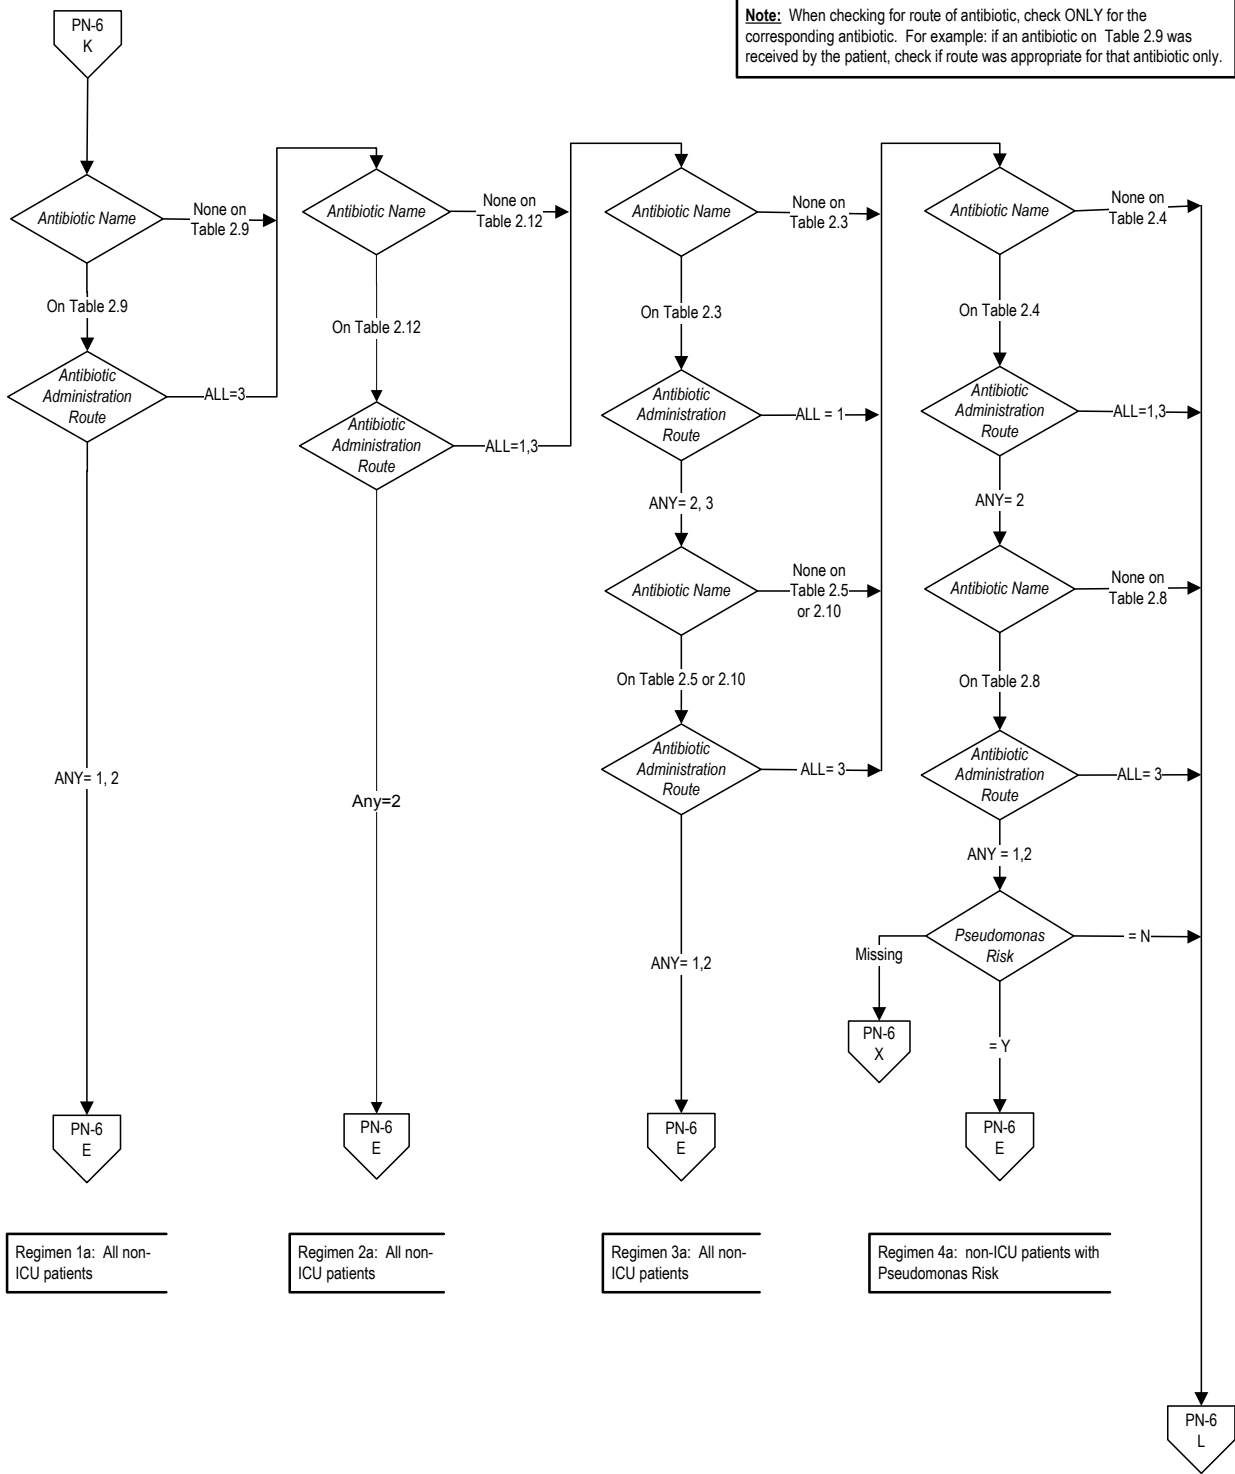 PN-6
K
Note: When checking for route of antibiotic, check ONLY for the
corresponding antibiotic. For example: if an antibiotic on Table 2.9 was
received by the patient, check if route was appropriate for that antibiotic only.
Antibiotic Name
None on
Table 2.9
On Table 2.9
Antibiotic
Administration
Route
ALL=3
ANY= 1, 2
PN-6
E
Regimen 1a: All non-
ICU patients
Antibiotic Name
None on
Table 2.12
On Table 2.12
Antibiotic
Administration
Route
ALL=1,3
Any=2
PN-6
E
Regimen 2a: All non-
ICU patients
Antibiotic Name
None on
Table 2.3
On Table 2.3
Antibiotic
Administration
Route
ALL = 1
ANY= 2, 3
Antibiotic Name
None on
Table 2.5
or 2.10
On Table 2.5 or 2.10
Antibiotic
Administration
Route
ALL= 3
ANY= 1,2
PN-6
E
Regimen 3a: All non-
ICU patients
Antibiotic Name
None on
Table 2.4
On Table 2.4
Antibiotic
Administration
Route
ALL=1,3
ANY= 2
Antibiotic Name
None on
Table 2.8
On Table 2.8
Antibiotic
Administration
Route
ALL= 3
ANY = 1,2
Pseudomonas
Risk
= N
Missing
PN-6
X
= Y
PN-6
E
Regimen 4a: non-ICU patients with
Pseudomonas Risk
PN-6
L